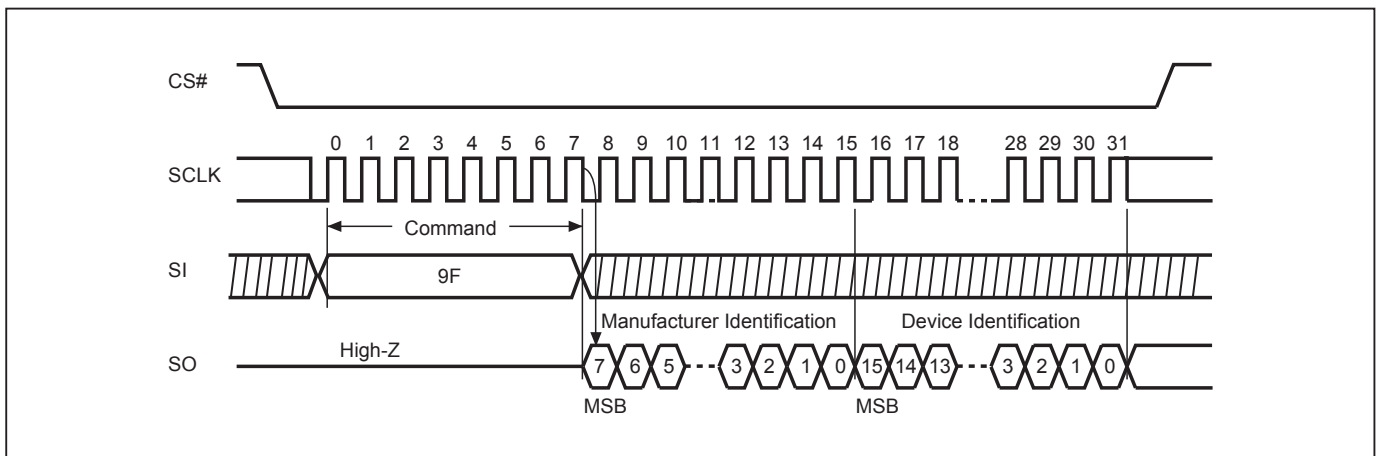 CS#
0 1 2 3 4 5 6 7 8 9 10 11 12 13 14 15 16 17 18 28 29 30 31
SCLK
Command
SI
9F
Manufacturer Identification Device Identification
High-Z
SO
7 6 5 3 2 1 0 15 14 13 3 2 1 0
MSB MSB